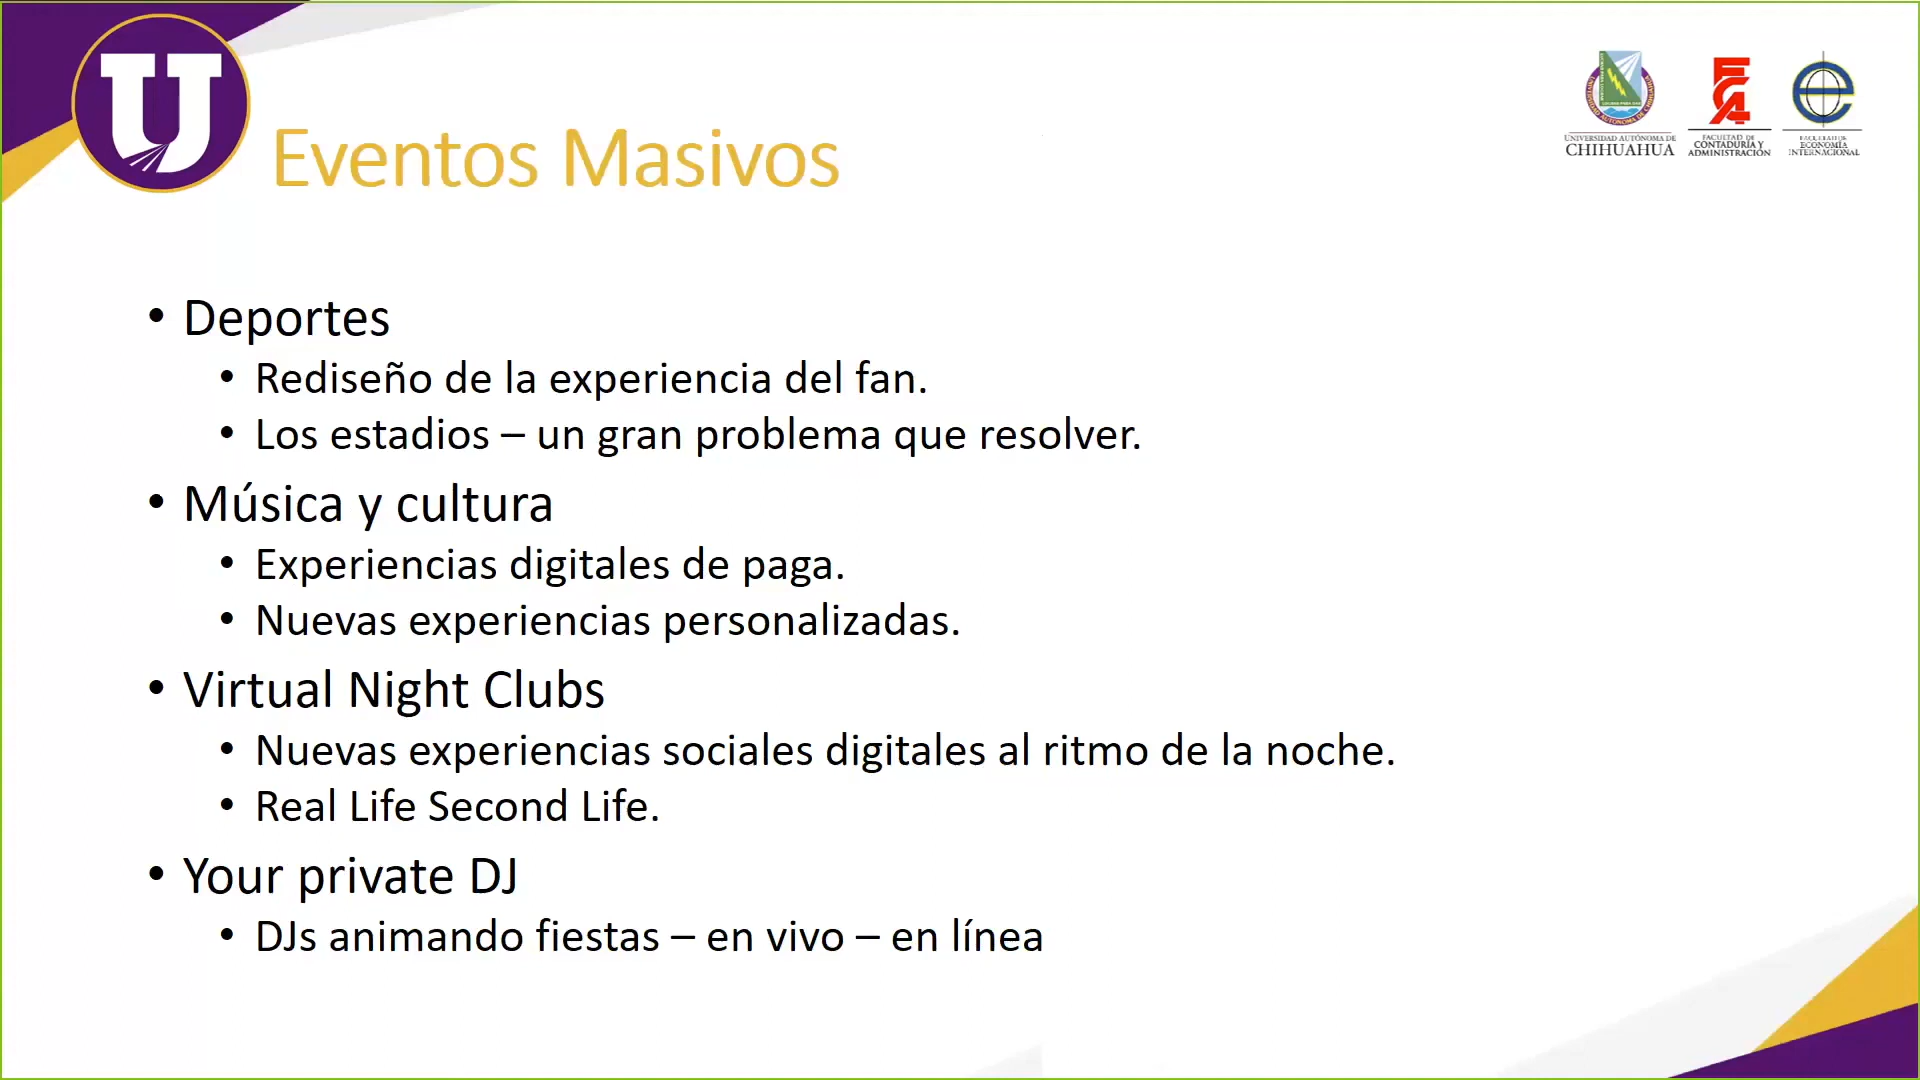 Eventos Masivos
UNIVERSIDAD AUTÓNOMA DE
CHIHUAHUA
FACULTAD DE
CONTADURÍA Y
ADMINISTRACIÓN
FACULTAD DE
ECONOMÍA
INTERNACIONAL
• Deportes
• Rediseño de la experiencia del fan.
• Los estadios – un gran problema que resolver.
• Música y cultura
• Experiencias digitales de paga.
• Nuevas experiencias personalizadas.
• Virtual Night Clubs
• Nuevas experiencias sociales digitales al ritmo de la noche.
• Real Life Second Life.
• Your private DJ
• DJs animando fiestas – en vivo – en línea